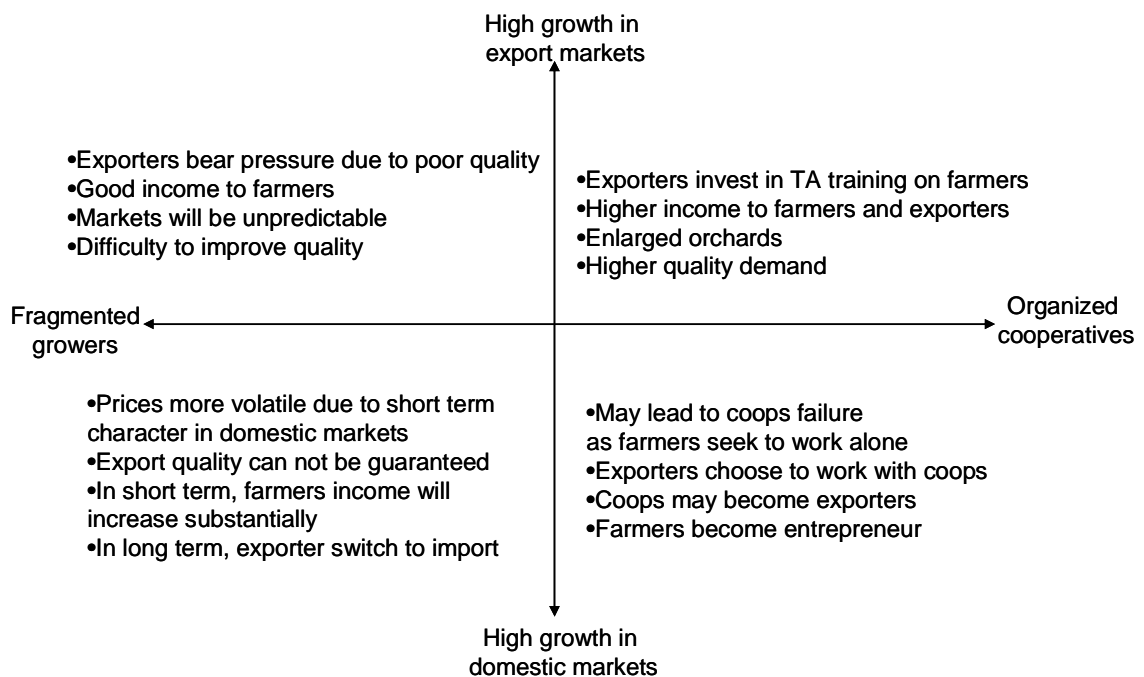 High growth in
export markets
•Exporters bear pressure due to poor quality
•Good income to farmers
•Markets will be unpredictable
•Difficulty to improve quality
•Exporters invest in TA training on farmers
•Higher income to farmers and exporters
•Enlarged orchards
•Higher quality demand
Fragmented
growers
Organized
cooperatives
•Prices more volatile due to short term
character in domestic markets
•Export quality can not be guaranteed
•In short term, farmers income will
increase substantially
•In long term, exporter switch to import
•May lead to coops failure
as farmers seek to work alone
•Exporters choose to work with coops
•Coops may become exporters
•Farmers become entrepreneur
High growth in
domestic markets